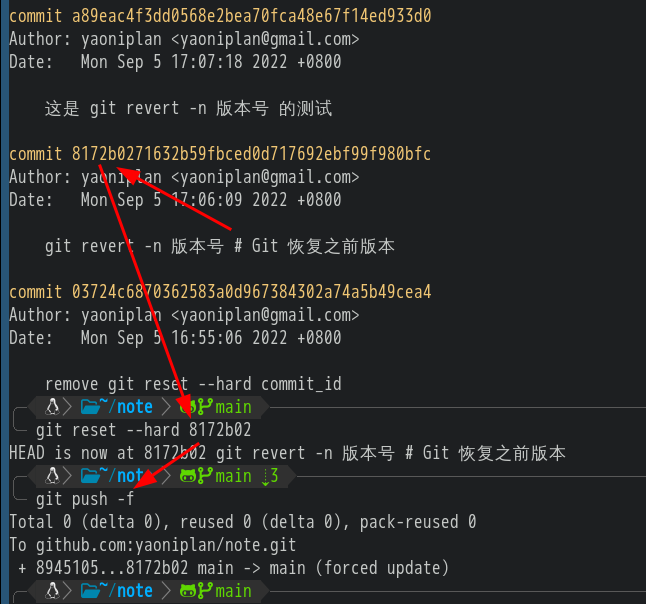 commit a89eac4f3dd0568e2bea70fca48e67f14ed933d0
Author: yaoniplan <yaoniplan@gmail.com>
Date:   Mon Sep 5 17:07:18 2022 +0800
这是 git revert -n 版本号 的测试
commit 8172b0271632b59fbced0d717692ebf99f980bfc
Author: yaoniplan <yaoniplan@gmail.com>
Date:   Mon Sep 5 17:06:09 2022 +0800
git revert -n 版本号 # Git 恢复之前版本
commit 03724c6870362583a0d967384302a74a5b49cea4
Author: yaoniplan <yaoniplan@gmail.com>
Date:   Mon Sep 5 16:55:06 2022 +0800
remove git reset --hard commit_id
~/note main
git reset --hard 8172b02
HEAD is now at 8172b02 git revert -n 版本号 # Git 恢复之前版本
~/note main ⇣3
git push -f
Total 0 (delta 0), reused 0 (delta 0), pack-reused 0
To github.com:yaoniplan/note.git
+ 8945105...8172b02 main -> main (forced update)
~/note main